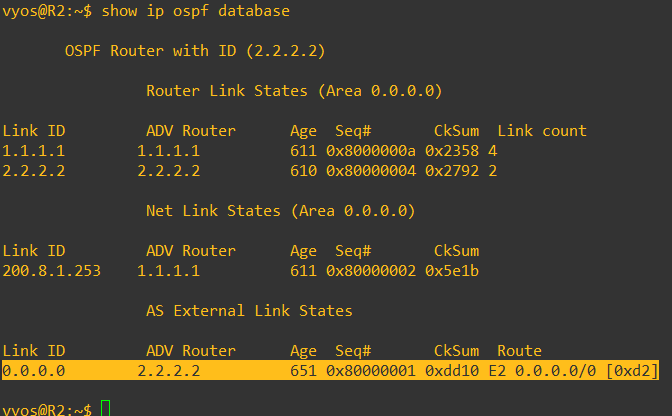 vyos@R2:~$ show ip ospf database
OSPF Router with ID (2.2.2.2)
Router Link States (Area 0.0.0.0)
Link ID ADV Router Age Seq# CkSum Link count
1.1.1.1 1.1.1.1 611 0x8000000a 0x2358 4
2.2.2.2 2.2.2.2 610 0x80000004 0x2792 2
Net Link States (Area 0.0.0.0)
Link ID ADV Router Age Seq# CkSum
200.8.1.253 1.1.1.1 611 0x80000002 0x5e1b
AS External Link States
Link ID ADV Router Age Seq# CkSum Route
0.0.0.0 2.2.2.2 651 0x80000001 0xdd10 E2 0.0.0.0/0 [0xd2]
vyos@R2:~$